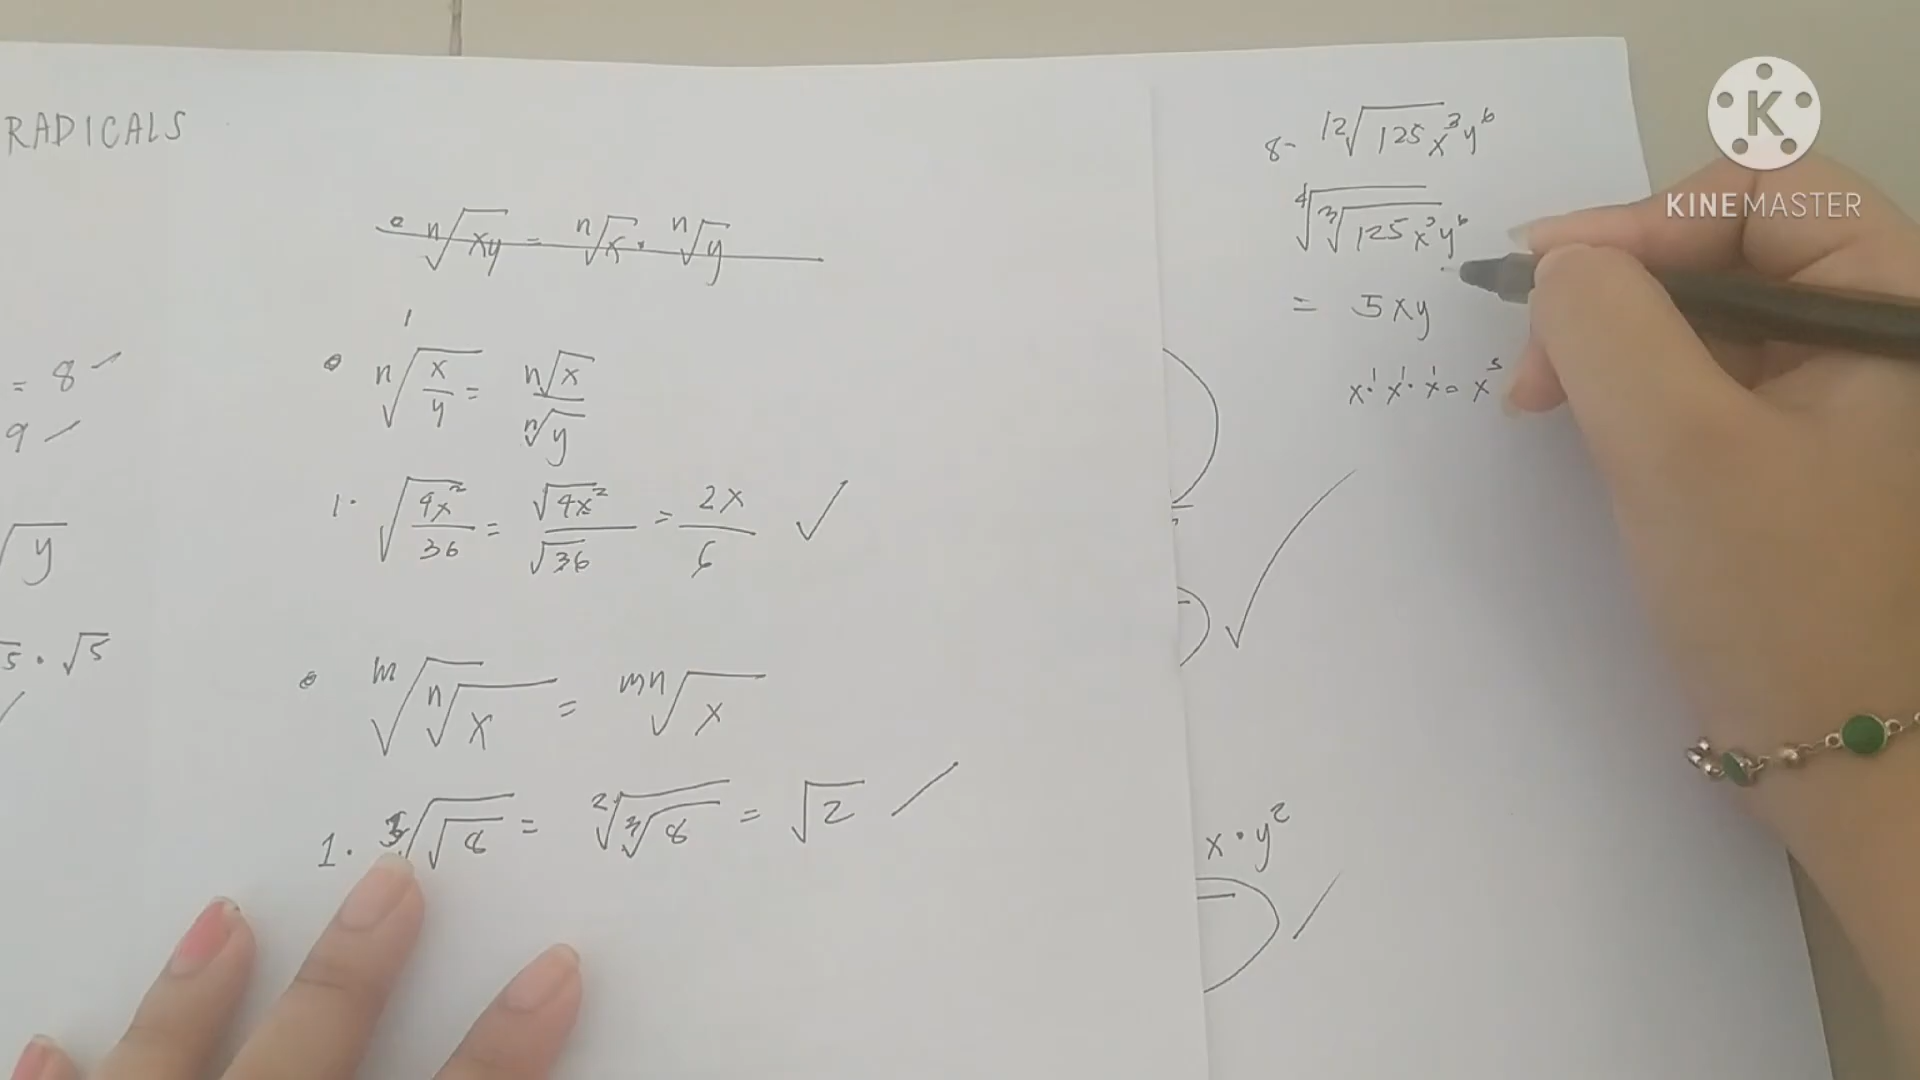 RADICALS
= 8
9
√y
√5 · √5
ⁿ√xy = ⁿ√x · ⁿ√y
ⁿ√(x/y) = ⁿ√x / ⁿ√y
1. √(4x²/36) = √4x² / √36 = 2x / 6 ✓
ᵐ√ⁿ√x = ᵐⁿ√x
1. ³√√8 = ²√³√8 = √2
8- ¹²√125x³y⁶
⁴√³√125x³y⁶
= 5xy
x¹ · x¹ · x¹ = x³
x · y²
K
KINEMASTER